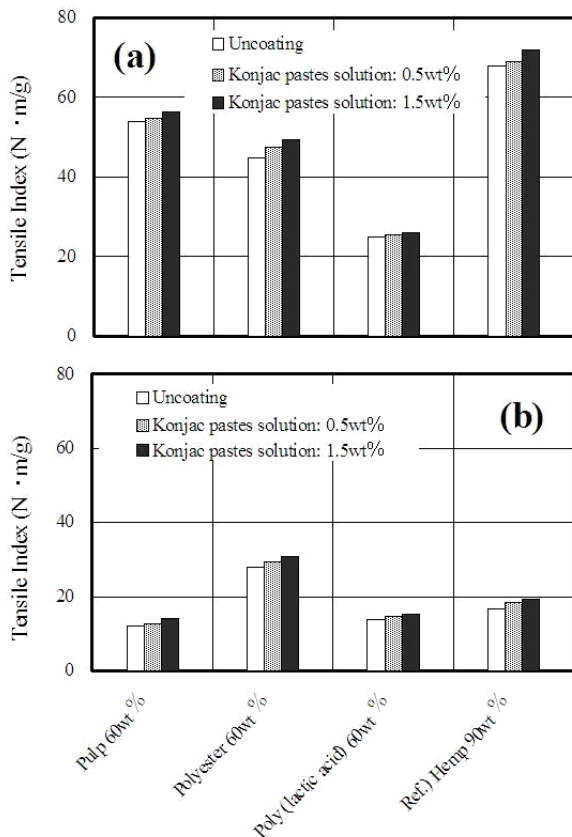 (a)
Uncoating
Konjac pastes solution: 0.5wt%
Konjac pastes solution: 1.5wt%
Tensile Index (N・m/g)
80
60
40
20
0
(b)
Uncoating
Konjac pastes solution: 0.5wt%
Konjac pastes solution: 1.5wt%
Tensile Index (N・m/g)
80
60
40
20
0
Pulp 60wt %
Polyester 60wt %
Poly (lactic acid) 60wt %
Ref.) Hemp 90wt %